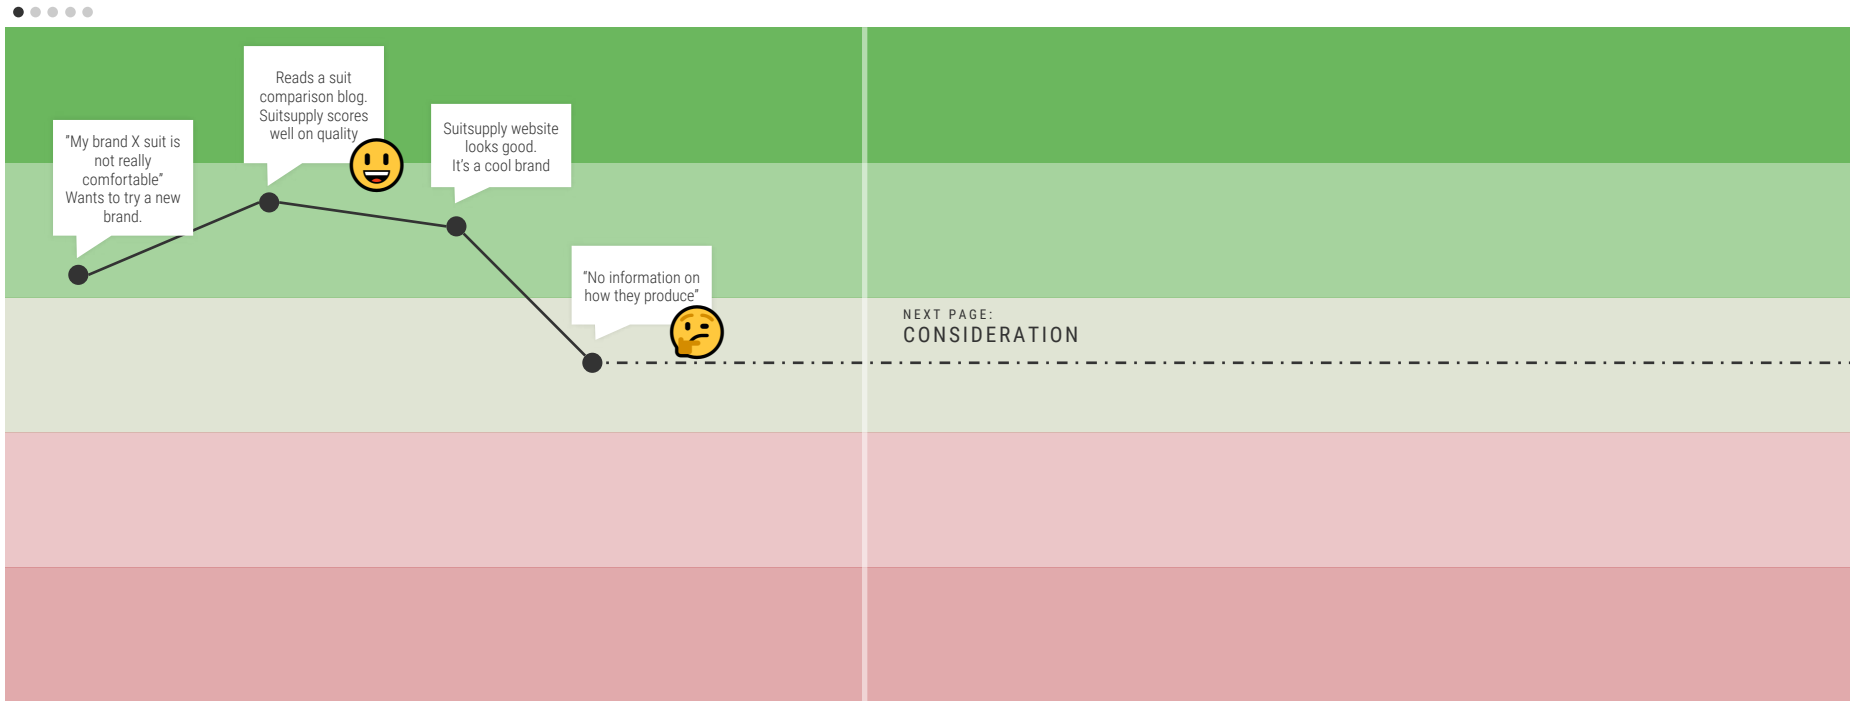 "My brand X suit is
not really
comfortable"
Wants to try a new
brand.
Reads a suit
comparison blog.
Suitsupply scores
well on quality
Suitsupply website
looks good.
It's a cool brand
"No information on
how they produce"
NEXT PAGE:
CONSIDERATION